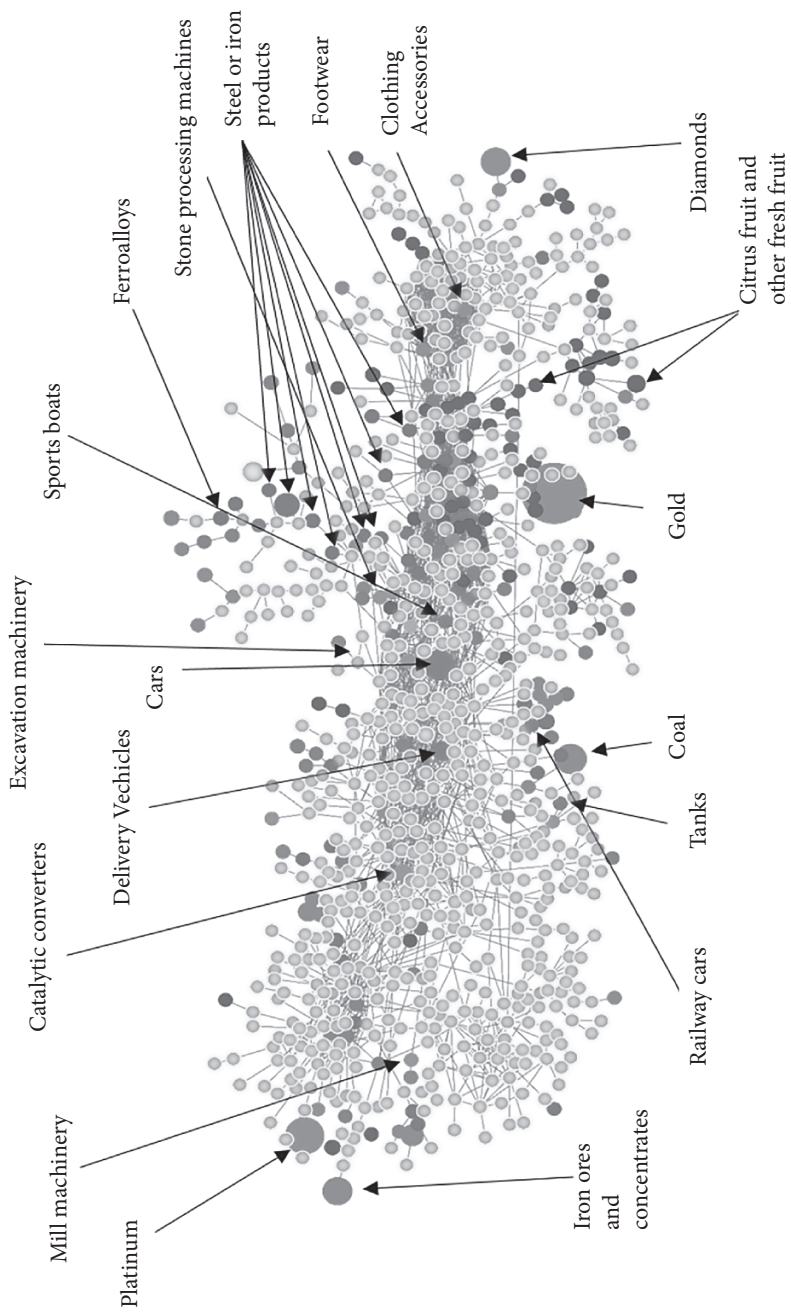 Platinum
Mill machinery
Catalytic converters
Delivery Vechicles
Excavation machinery
Cars
Sports boats
Ferroalloys
Stone processing machines
Steel or iron
products
Footwear
Clothing
Accessories
Iron ores
and
concentrates
Railway cars
Tanks
Coal
Gold
Diamonds
Citrus fruit and
other fresh fruit